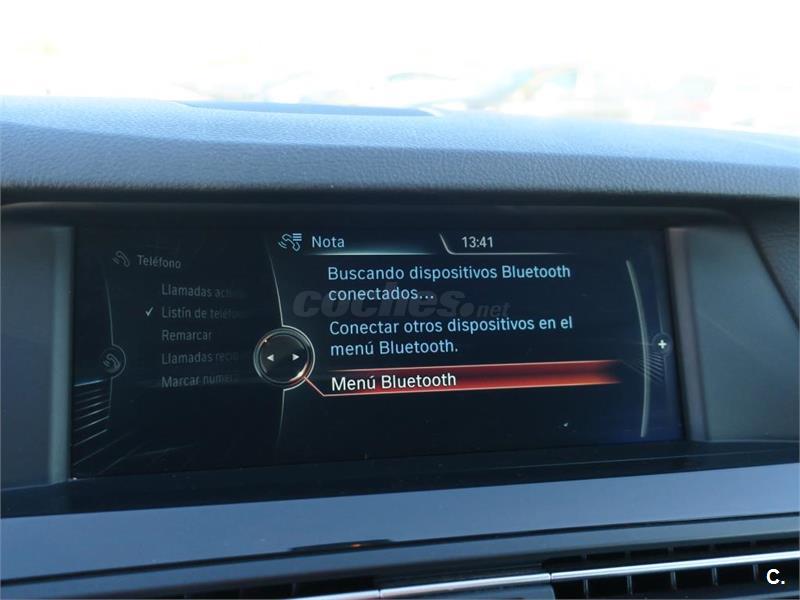 Nota
13:41
Teléfono
Llamadas
Listín de
Remarcar
Llamadas
Marcar
Buscando dispositivos Bluetooth
conectados...
Conectar otros dispositivos en el
menú Bluetooth.
Menú Bluetooth
coches.net
C.